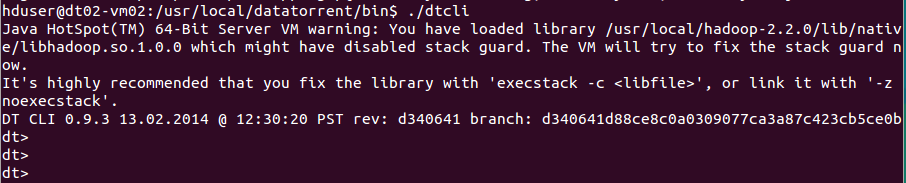 hduser@dt02-vm02:/usr/local/datatorrent/bin$ ./dtcli
Java HotSpot(TM) 64-Bit Server VM warning: You have loaded library /usr/local/hadoop-2.2.0/lib/nativ
e/libhadoop.so.1.0.0 which might have disabled stack guard. The VM will try to fix the stack guard n
ow.
It's highly recommended that you fix the library with 'execstack -c <libfile>', or link it with '-z
noexecstack'.
DT CLI 0.9.3 13.02.2014 @ 12:30:20 PST rev: d340641 branch: d340641d88ce8c0a0309077ca3a87c423cb5ce0b
dt>
dt>
dt>